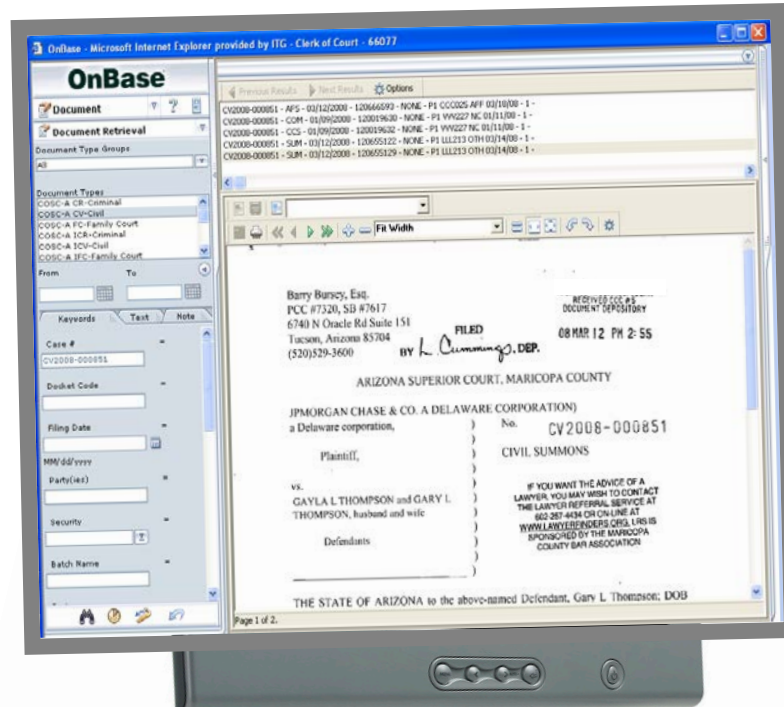 OnBase - Microsoft Internet Explorer provided by ITG - Clerk of Court - 66077
OnBase
Document
Document Retrieval
Document Type Groups
All
Document Types
COSC-A CR-Criminal
COSC-A CV-Civil
COSC-A FC-Family Court
COSC-A ICR-Criminal
COSC-A ICV-Civil
COSC-A IFC-Family Court
From To
Keywords Text Note
Case # =
CV2008-000851
Docket Code =
Filing Date =
MM/dd/yyyy
Party(ies) =
Security =
Batch Name =
Previous Results Next Results Options
CV2008-000851 - AFS - 03/12/2008 - 120666593 - NONE - P1 CCC025 AFF 03/18/08 - 1 -
CV2008-000851 - COM - 01/09/2008 - 120019630 - NONE - P1 VVV227 NC 01/11/08 - 1 -
CV2008-000851 - CCS - 01/09/2008 - 120019632 - NONE - P1 VVV227 NC 01/11/08 - 1 -
CV2008-000851 - SUM - 03/12/2008 - 120655122 - NONE - P1 LLL213 OTH 03/14/08 - 1 -
CV2008-000851 - SUM - 03/12/2008 - 120655129 - NONE - P1 LLL213 OTH 03/14/08 - 1 -
Fit Width
Barry Bursey, Esq.
PCC #7320, SB #7617
6740 N Oracle Rd Suite 151
Tucson, Arizona 85704
(520)529-3600
FILED
BY L. Cummings, DEP.
RECEIVED CCC #5
DOCUMENT DEPOSITORY
08 MAR 12 PM 2:55
ARIZONA SUPERIOR COURT, MARICOPA COUNTY
JPMORGAN CHASE & CO. A DELAWARE CORPORATION)
a Delaware corporation, ) No. CV2008-000851
)
Plaintiff, ) CIVIL SUMMONS
)
vs. )
GAYLA L THOMPSON and GARY L )
THOMPSON, husband and wife )
)
Defendants )
)
)
IF YOU WANT THE ADVICE OF A
LAWYER, YOU MAY WISH TO CONTACT
THE LAWYER REFERRAL SERVICE AT
602-257-4434 OR ON-LINE AT
WWW.LAWYERFINDERS.ORG. LRS IS
SPONSORED BY THE MARICOPA
COUNTY BAR ASSOCIATION
THE STATE OF ARIZONA to the above-named Defendant, Gary L Thompson; DOB
Page 1 of 2.